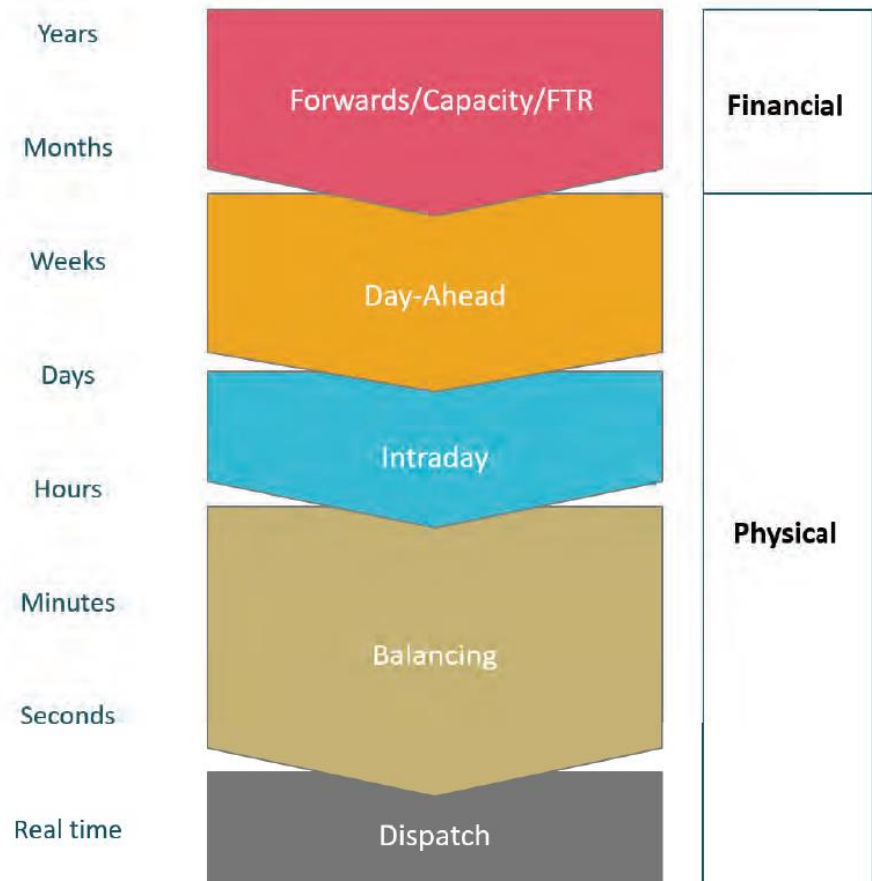 Years
Months
Weeks
Days
Hours
Minutes
Seconds
Real time
Forwards/Capacity/FTR
Day-Ahead
Intraday
Balancing
Dispatch
Financial
Physical